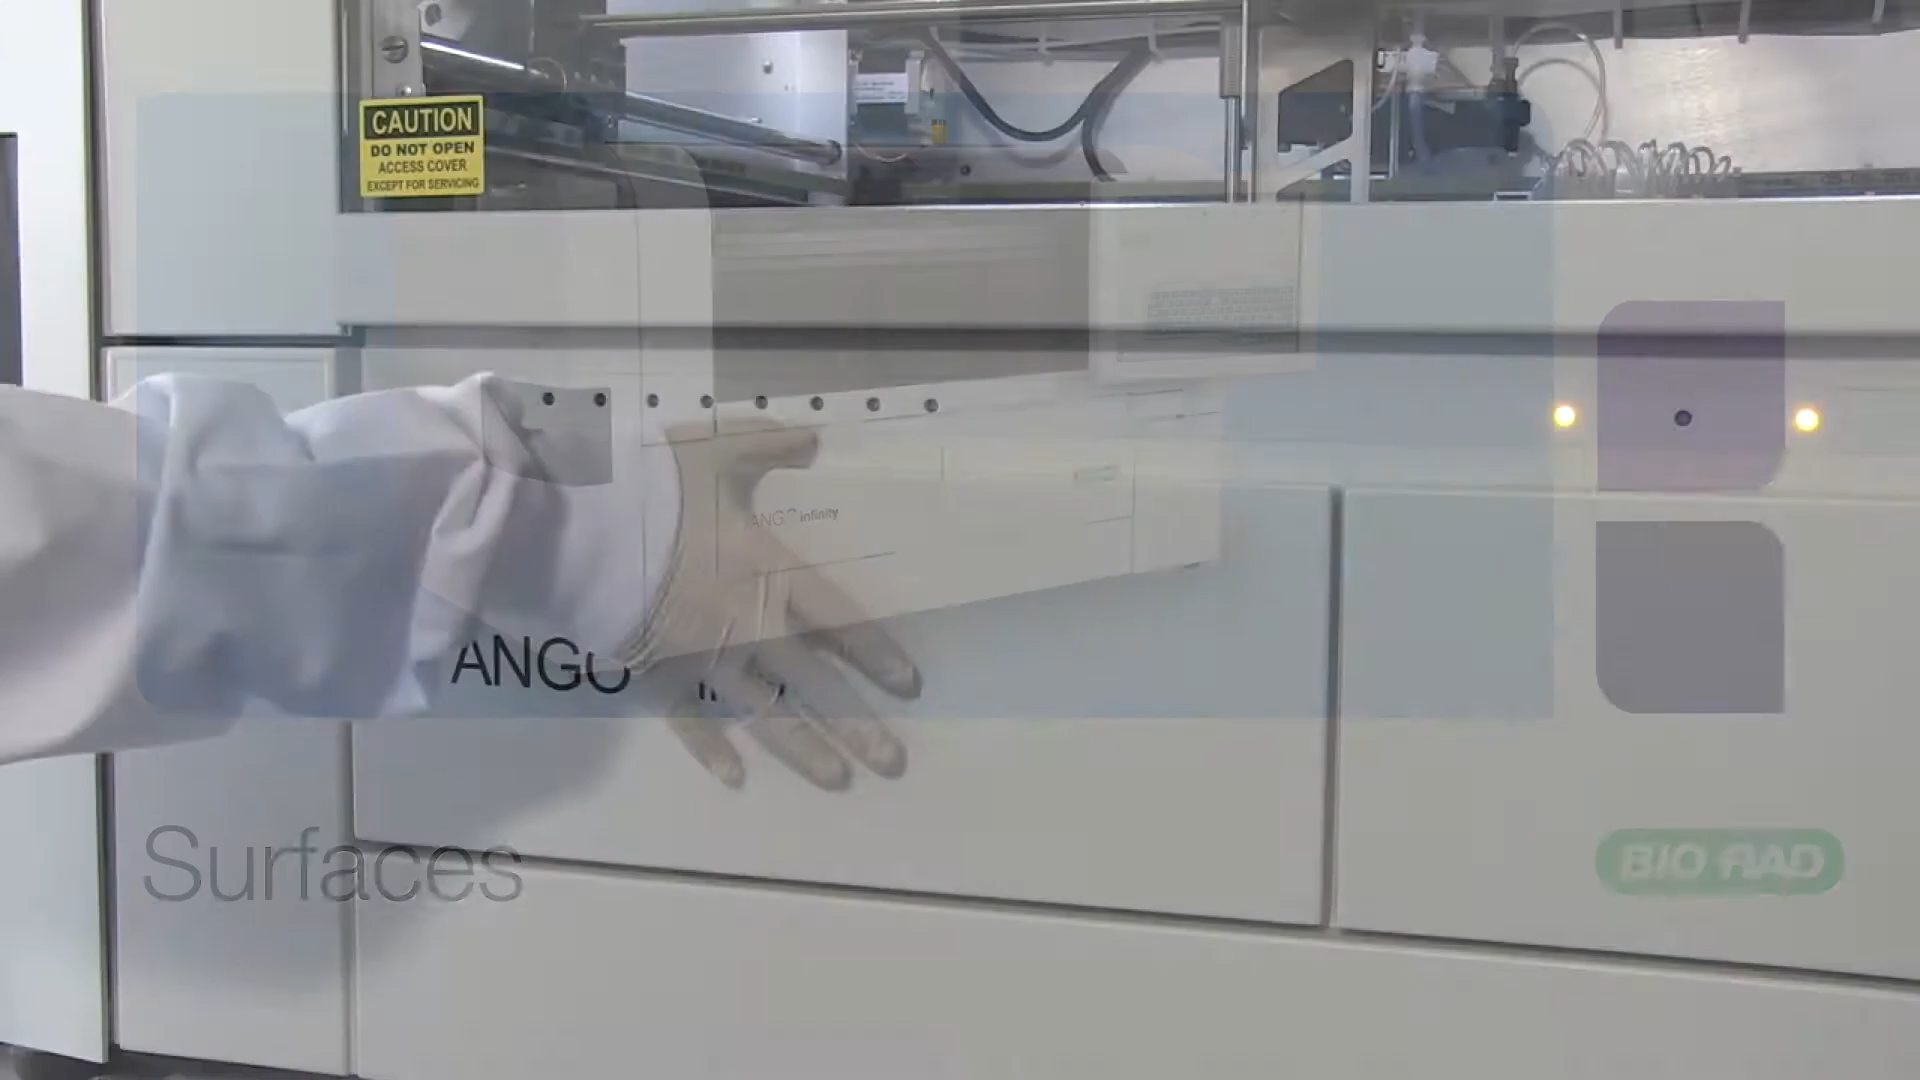 CAUTION
DO NOT OPEN
ACCESS COVER
EXCEPT FOR SERVICING
ANGO infinity
ANGO
Surfaces
BIO RAD